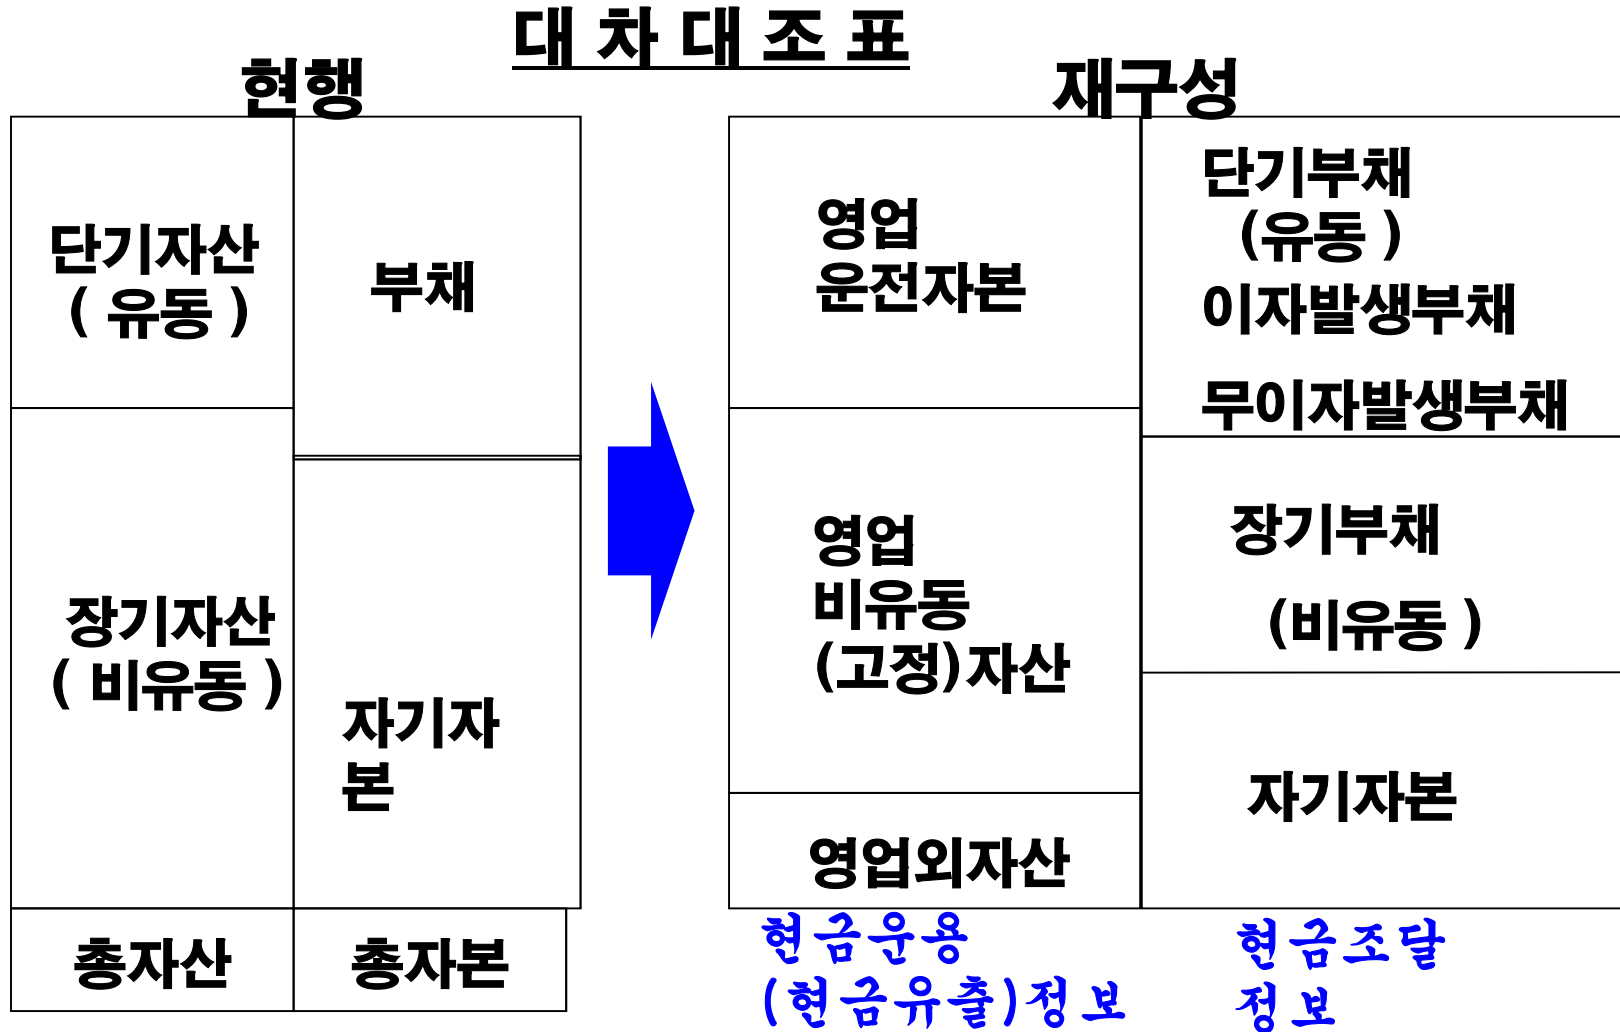 대 차 대 조 표
현행
단기자산
( 유동 )
부채
장기자산
( 비유동 )
자기자
본
총자산
총자본
재구성
영업
운전자본
영업
비유동
(고정)자산
영업외자산
단기부채
(유동 )
이자발생부채
무이자발생부채
장기부채
(비유동 )
자기자본
현금운용
(현금유출)정보
현금조달
정보